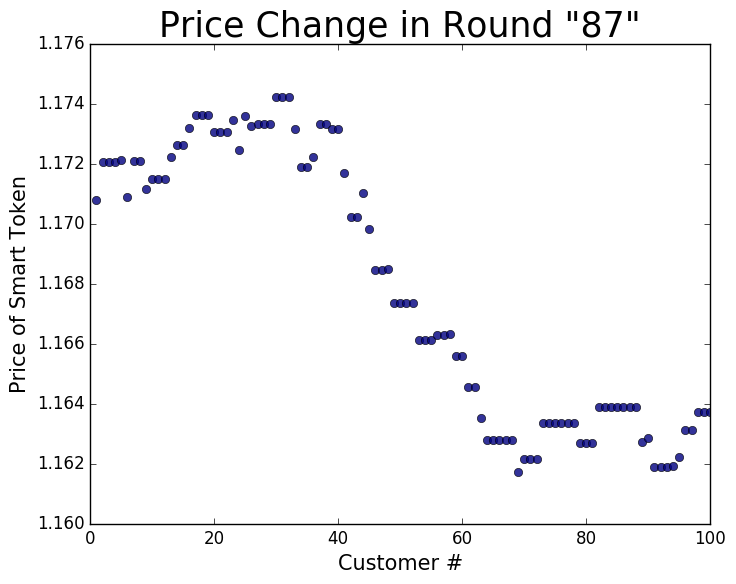 Price Change in Round "87"
1.176
1.174
1.172
1.170
1.168
1.166
1.164
1.162
1.160
Price of Smart Token
0 20 40 60 80 100
Customer #